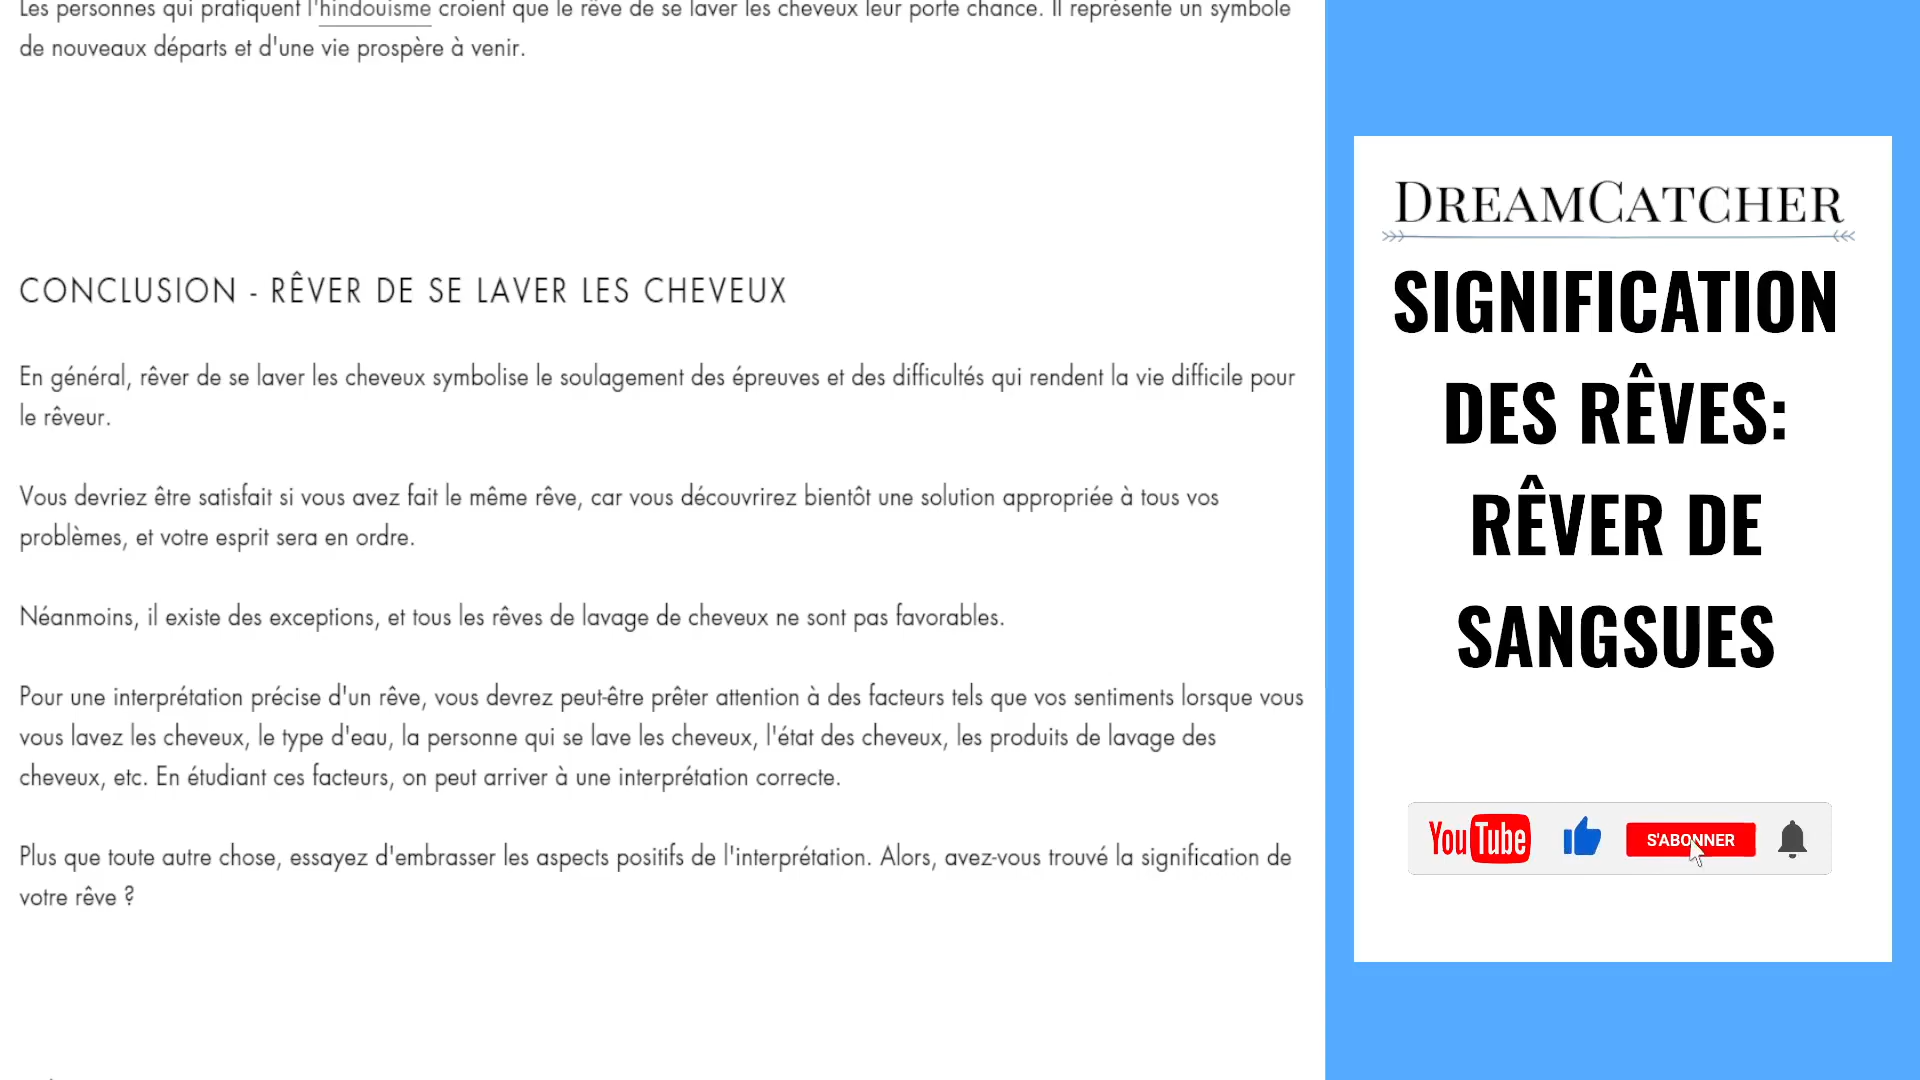 Les personnes qui pratiquent l'hindouisme croient que le rêve de se laver les cheveux leur porte chance. Il représente un symbole
de nouveaux départs et d'une vie prospère à venir.
CONCLUSION - RÊVER DE SE LAVER LES CHEVEUX
En général, rêver de se laver les cheveux symbolise le soulagement des épreuves et des difficultés qui rendent la vie difficile pour
le rêveur.
Vous devriez être satisfait si vous avez fait le même rêve, car vous découvrirez bientôt une solution appropriée à tous vos
problèmes, et votre esprit sera en ordre.
Néanmoins, il existe des exceptions, et tous les rêves de lavage de cheveux ne sont pas favorables.
Pour une interprétation précise d'un rêve, vous devrez peut-être prêter attention à des facteurs tels que vos sentiments lorsque vous
vous lavez les cheveux, le type d'eau, la personne qui se lave les cheveux, l'état des cheveux, les produits de lavage des
cheveux, etc. En étudiant ces facteurs, on peut arriver à une interprétation correcte.
Plus que toute autre chose, essayez d'embrasser les aspects positifs de l'interprétation. Alors, avez-vous trouvé la signification de
votre rêve ?
DREAMCATCHER
SIGNIFICATION
DES RÊVES:
RÊVER DE
SANGSUES
YouTube
S'ABONNER